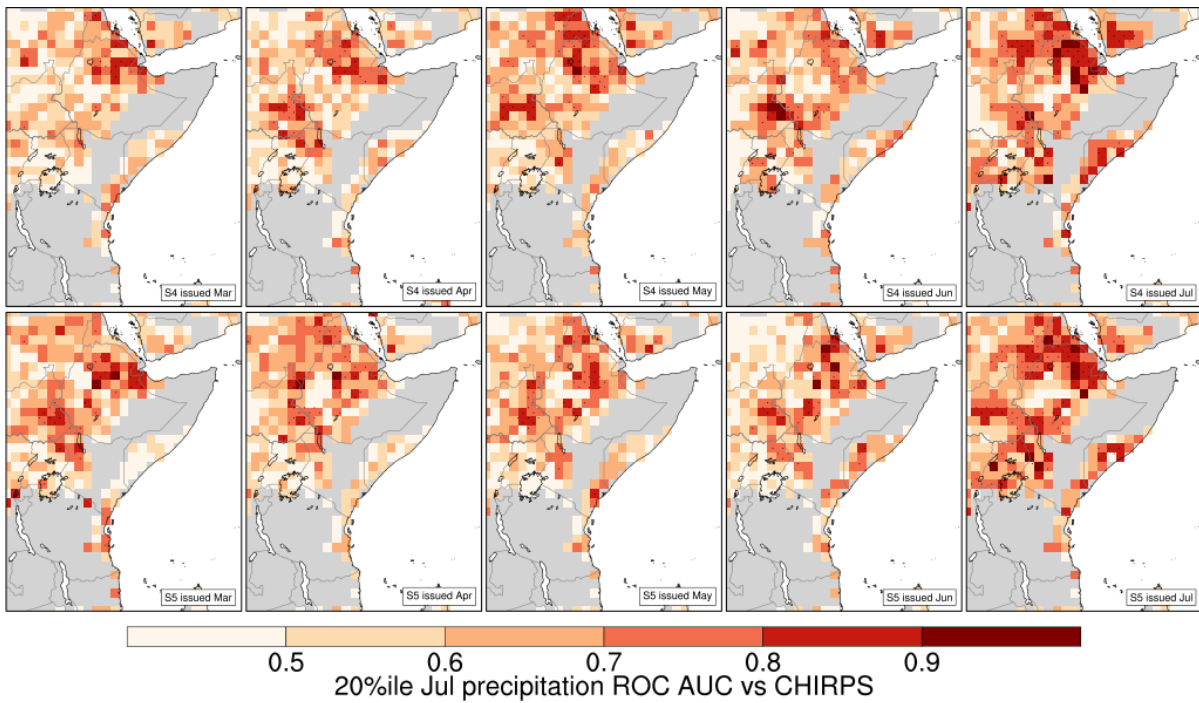 S4 issued Mar
S4 issued Apr
S4 issued May
S4 issued Jun
S4 issued Jul
S5 issued Mar
S5 issued Apr
S5 issued May
S5 issued Jun
S5 issued Jul
0.5 0.6 0.7 0.8 0.9
20%ile Jul precipitation ROC AUC vs CHIRPS